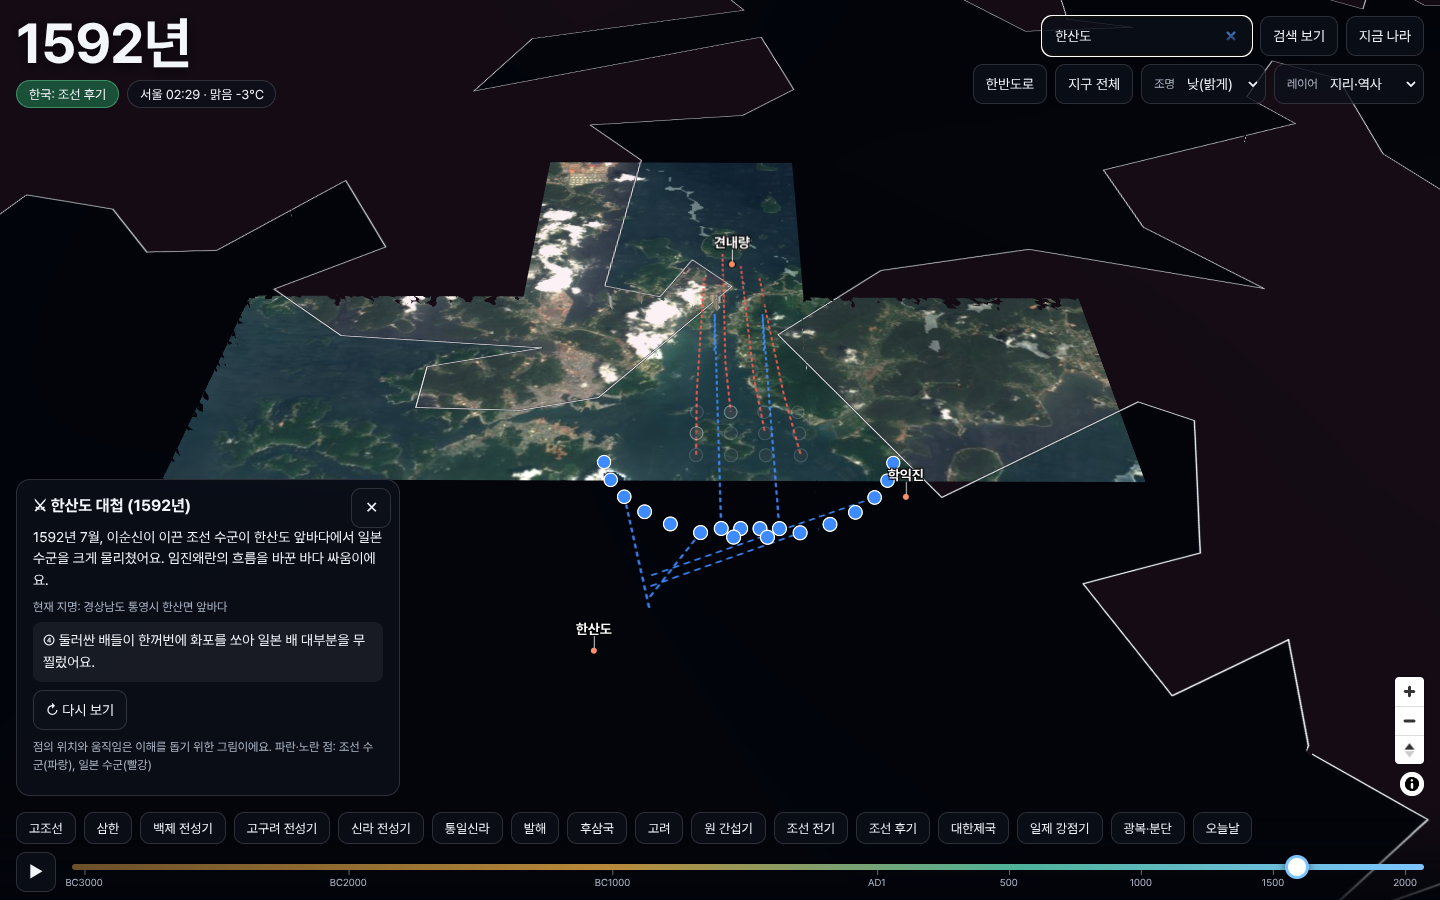 1592년
한국: 조선 후기
서울 02:29 · 맑음 -3°C
한산도
검색 보기
지금 나라
한반도로
지구 전체
조명 낮(밝게)
레이어 지리·역사
견내량
학익진
한산도
⚔ 한산도 대첩 (1592년)
1592년 7월, 이순신이 이끈 조선 수군이 한산도 앞바다에서 일본
수군을 크게 물리쳤어요. 임진왜란의 흐름을 바꾼 바다 싸움이에
요.
현재 지명: 경상남도 통영시 한산면 앞바다
④ 둘러싼 배들이 한꺼번에 화포를 쏘아 일본 배 대부분을 무
찔렀어요.
↻ 다시 보기
점의 위치와 움직임은 이해를 돕기 위한 그림이에요. 파란·노란 점: 조선 수
군(파랑), 일본 수군(빨강)
고조선
삼한
백제 전성기
고구려 전성기
신라 전성기
통일신라
발해
후삼국
고려
원 간섭기
조선 전기
조선 후기
대한제국
일제 강점기
광복·분단
오늘날
BC3000
BC2000
BC1000
AD1
500
1000
1500
2000